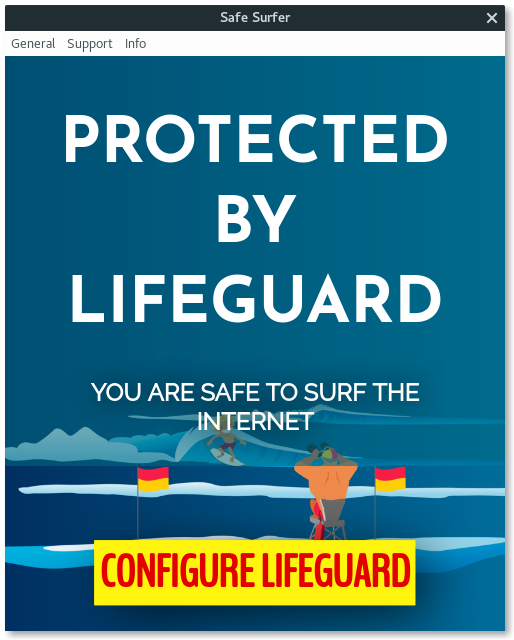 Safe Surfer
General Support Info
PROTECTED
BY
LIFEGUARD
YOU ARE SAFE TO SURF THE
INTERNET
CONFIGURE LIFEGUARD